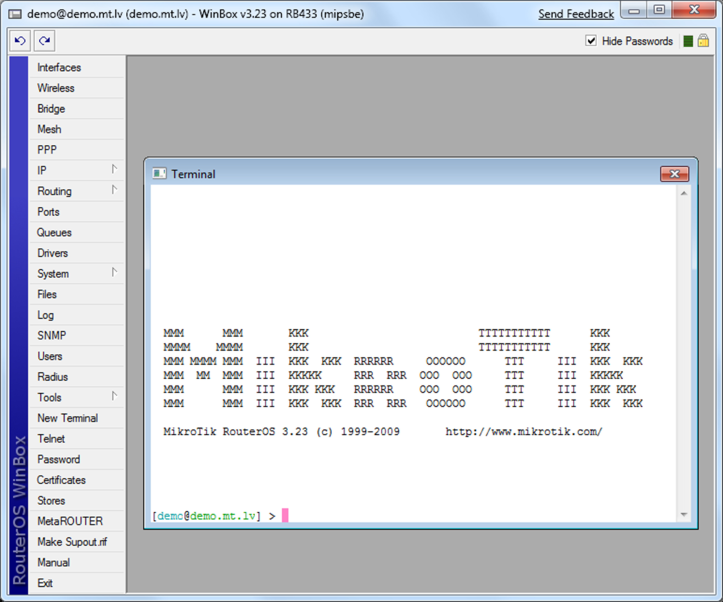 demo@demo.mt.lv (demo.mt.lv) - WinBox v3.23 on RB433 (mipsbe)
Send Feedback
Hide Passwords
Interfaces
Wireless
Bridge
Mesh
PPP
IP
Routing
Ports
Queues
Drivers
System
Files
Log
SNMP
Users
Radius
Tools
New Terminal
Telnet
Password
Certificates
Stores
MetaROUTER
Make Supout.rif
Manual
Exit
RouterOS WinBox
Terminal
MMM      MMM       KKK                          TTTTTTTTTTT      KKK
MMMM    MMMM       KKK                          TTTTTTTTTTT      KKK
MMM MMMM MMM  III  KKK  KKK  RRRRRR     OOOOOO      TTT     III  KKK  KKK
MMM  MM  MMM  III  KKKKK     RRR  RRR  OOO  OOO     TTT     III  KKKKK
MMM      MMM  III  KKK KKK   RRRRRR    OOO  OOO     TTT     III  KKK KKK
MMM      MMM  III  KKK  KKK  RRR  RRR   OOOOOO      TTT     III  KKK  KKK
MikroTik RouterOS 3.23 (c) 1999-2009       http://www.mikrotik.com/
[demo@demo.mt.lv] >